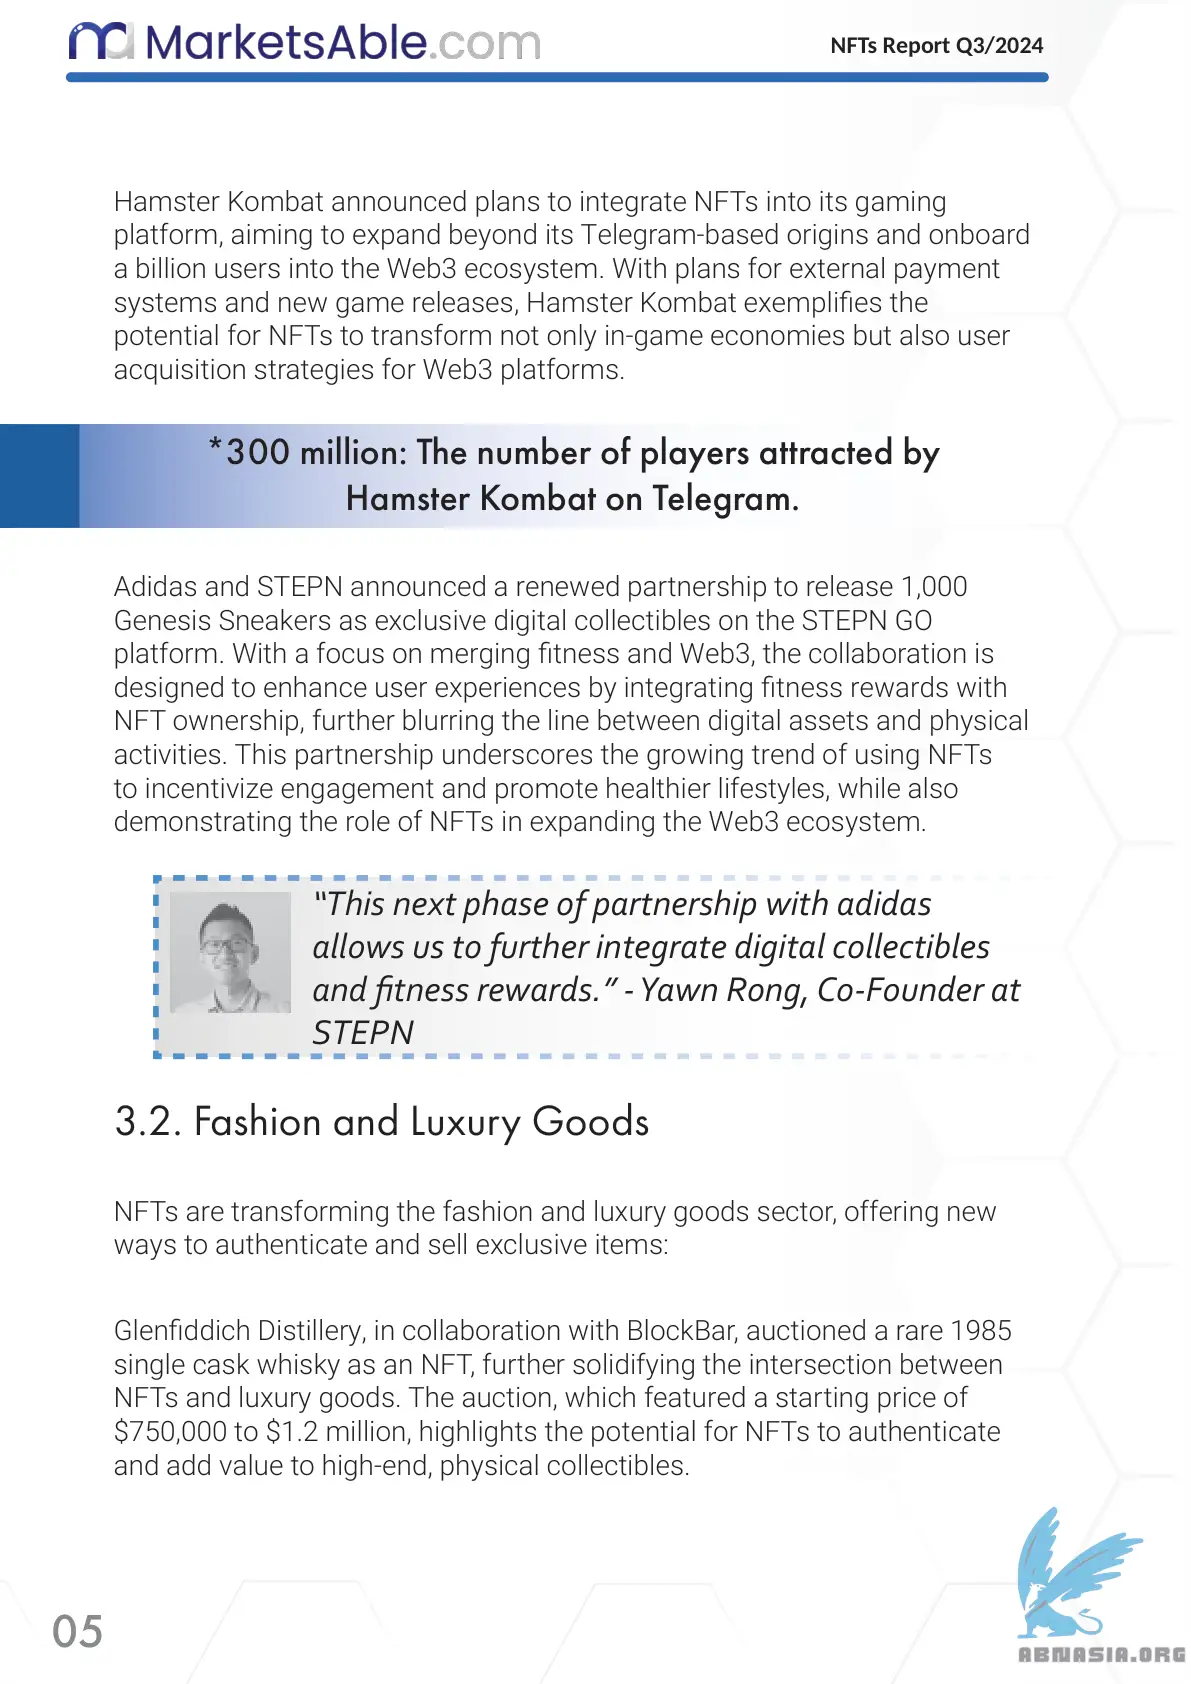 MarketsAble.com
NFTs Report Q3/2024
Hamster Kombat announced plans to integrate NFTs into its gaming
platform, aiming to expand beyond its Telegram-based origins and onboard
a billion users into the Web3 ecosystem. With plans for external payment
systems and new game releases, Hamster Kombat exemplifies the
potential for NFTs to transform not only in-game economies but also user
acquisition strategies for Web3 platforms.
*300 million: The number of players attracted by
Hamster Kombat on Telegram.
Adidas and STEPN announced a renewed partnership to release 1,000
Genesis Sneakers as exclusive digital collectibles on the STEPN GO
platform. With a focus on merging fitness and Web3, the collaboration is
designed to enhance user experiences by integrating fitness rewards with
NFT ownership, further blurring the line between digital assets and physical
activities. This partnership underscores the growing trend of using NFTs
to incentivize engagement and promote healthier lifestyles, while also
demonstrating the role of NFTs in expanding the Web3 ecosystem.
“This next phase of partnership with adidas
allows us to further integrate digital collectibles
and fitness rewards.” - Yawn Rong, Co-Founder at
STEPN
3.2. Fashion and Luxury Goods
NFTs are transforming the fashion and luxury goods sector, offering new
ways to authenticate and sell exclusive items:
Glenfiddich Distillery, in collaboration with BlockBar, auctioned a rare 1985
single cask whisky as an NFT, further solidifying the intersection between
NFTs and luxury goods. The auction, which featured a starting price of
$750,000 to $1.2 million, highlights the potential for NFTs to authenticate
and add value to high-end, physical collectibles.
05
ABNASIA.ORG